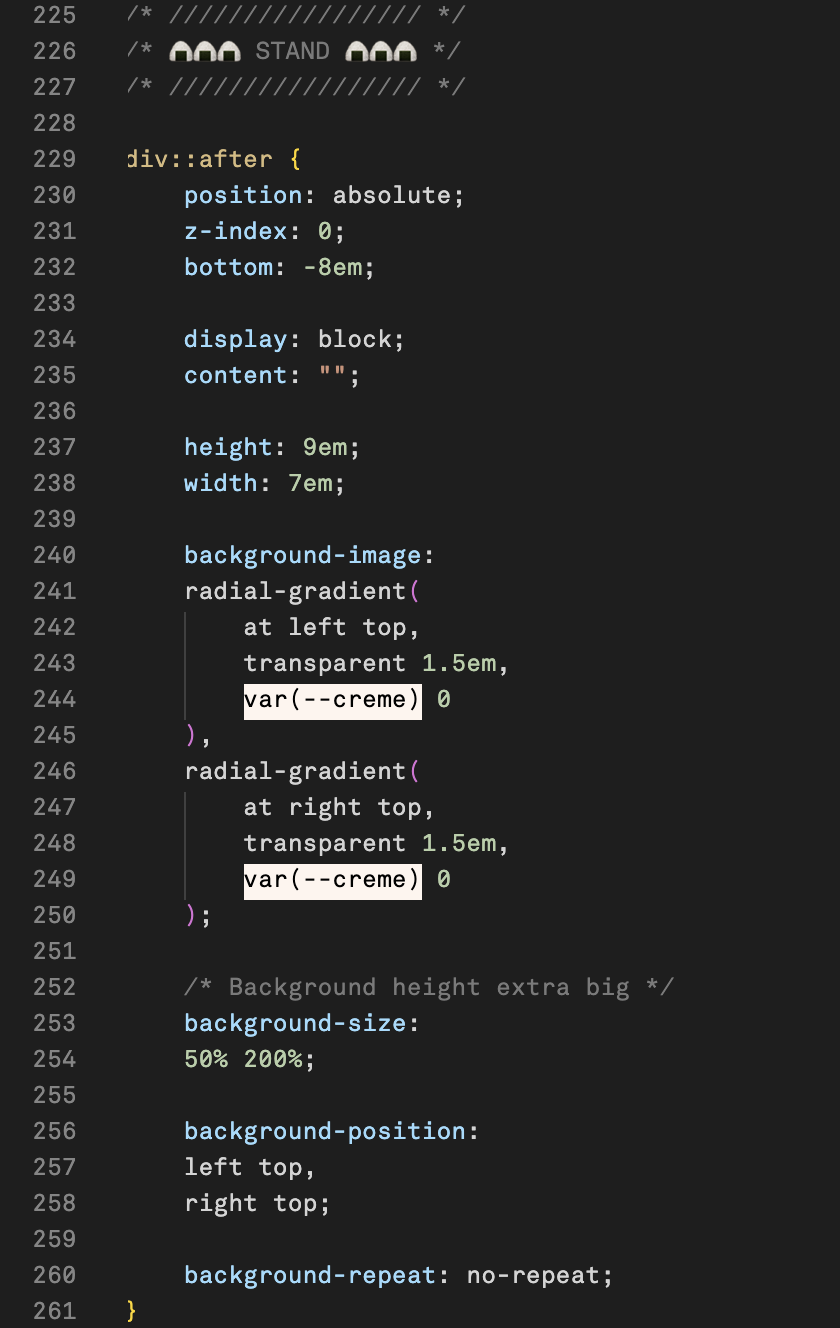 225 /* ///////////////// */
226 /* 🍙🍙🍙 STAND 🍙🍙🍙 */
227 /* ///////////////// */
228
229 div::after {
230 position: absolute;
231 z-index: 0;
232 bottom: -8em;
233
234 display: block;
235 content: "";
236
237 height: 9em;
238 width: 7em;
239
240 background-image:
241 radial-gradient(
242 at left top,
243 transparent 1.5em,
244 var(--creme) 0
245 ),
246 radial-gradient(
247 at right top,
248 transparent 1.5em,
249 var(--creme) 0
250 );
251
252 /* Background height extra big */
253 background-size:
254 50% 200%;
255
256 background-position:
257 left top,
258 right top;
259
260 background-repeat: no-repeat;
261 }